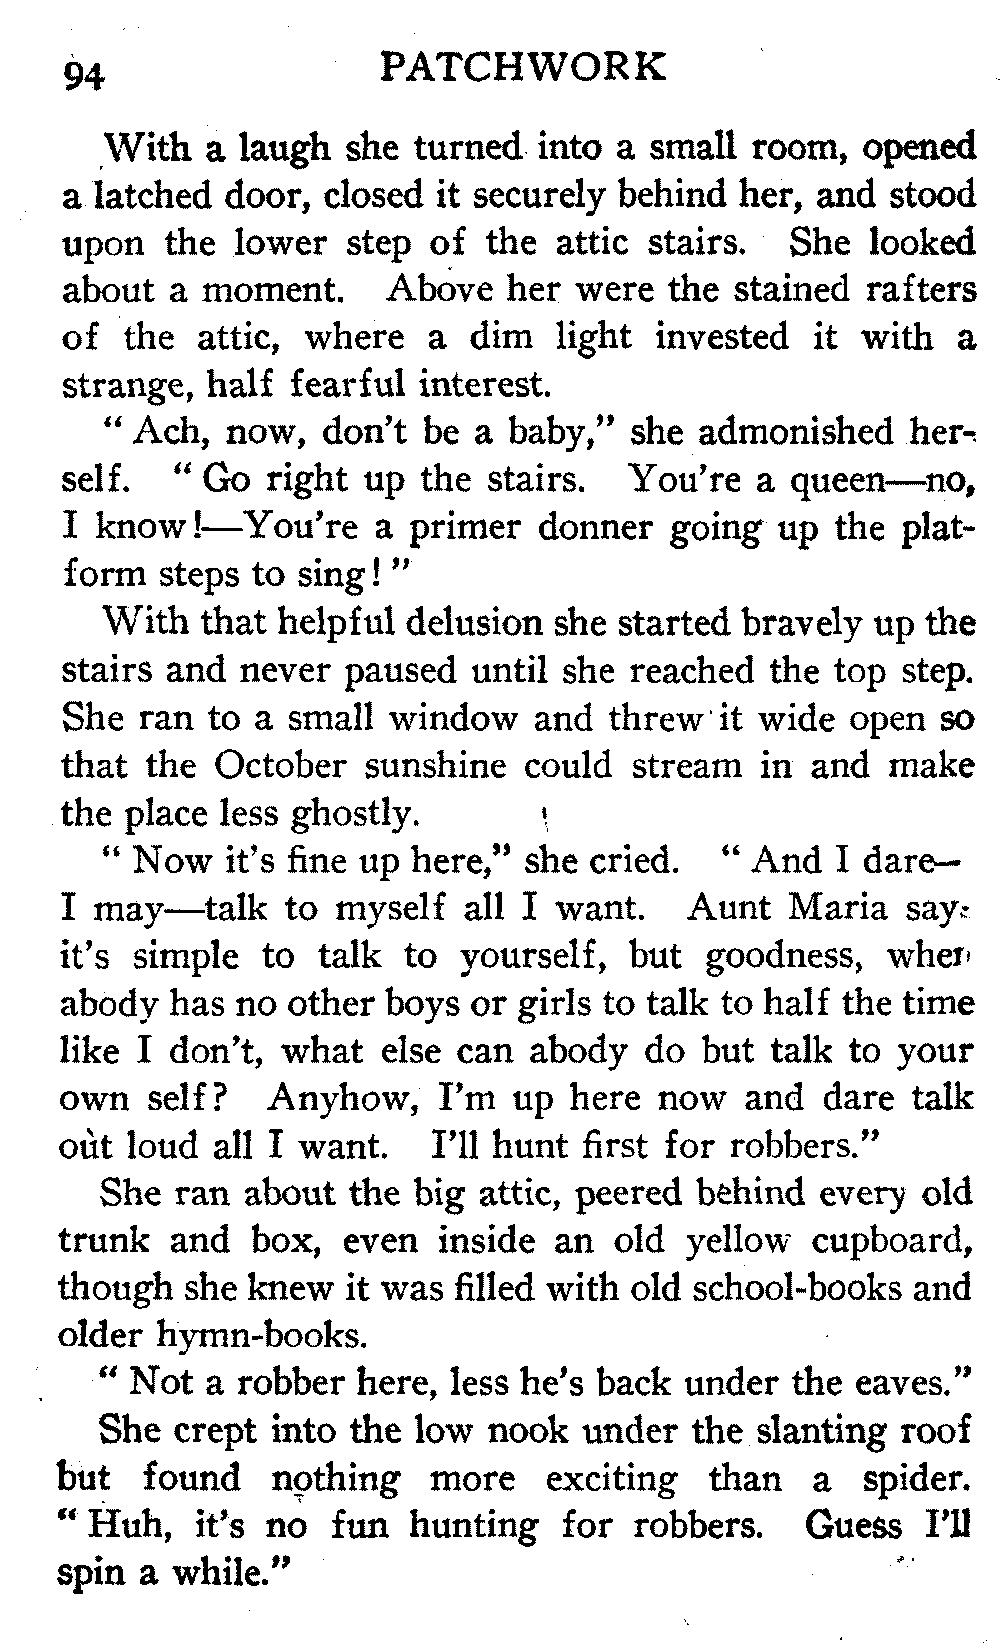 94 PATCHWORK
With a laugh she turned into a small room, opened
a latched door, closed it securely behind her, and stood
upon the lower step of the attic stairs. She looked
about a moment. Above her were the stained rafters
of the attic, where a dim light invested it with a
strange, half fearful interest.
“ Ach, now, don't be a baby,” she admonished her-
self. “ Go right up the stairs. You're a queen—no,
I know!—You're a primer donner going up the plat-
form steps to sing! ”
With that helpful delusion she started bravely up the
stairs and never paused until she reached the top step.
She ran to a small window and threw it wide open so
that the October sunshine could stream in and make
the place less ghostly.
“ Now it's fine up here,” she cried. “ And I dare—
I may—talk to myself all I want. Aunt Maria says
it's simple to talk to yourself, but goodness, when
abody has no other boys or girls to talk to half the time
like I don't, what else can abody do but talk to your
own self? Anyhow, I'm up here now and dare talk
out loud all I want. I'll hunt first for robbers.”
She ran about the big attic, peered behind every old
trunk and box, even inside an old yellow cupboard,
though she knew it was filled with old school-books and
older hymn-books.
“ Not a robber here, less he's back under the eaves.”
She crept into the low nook under the slanting roof
but found nothing more exciting than a spider.
“ Huh, it's no fun hunting for robbers. Guess I'll
spin a while.”